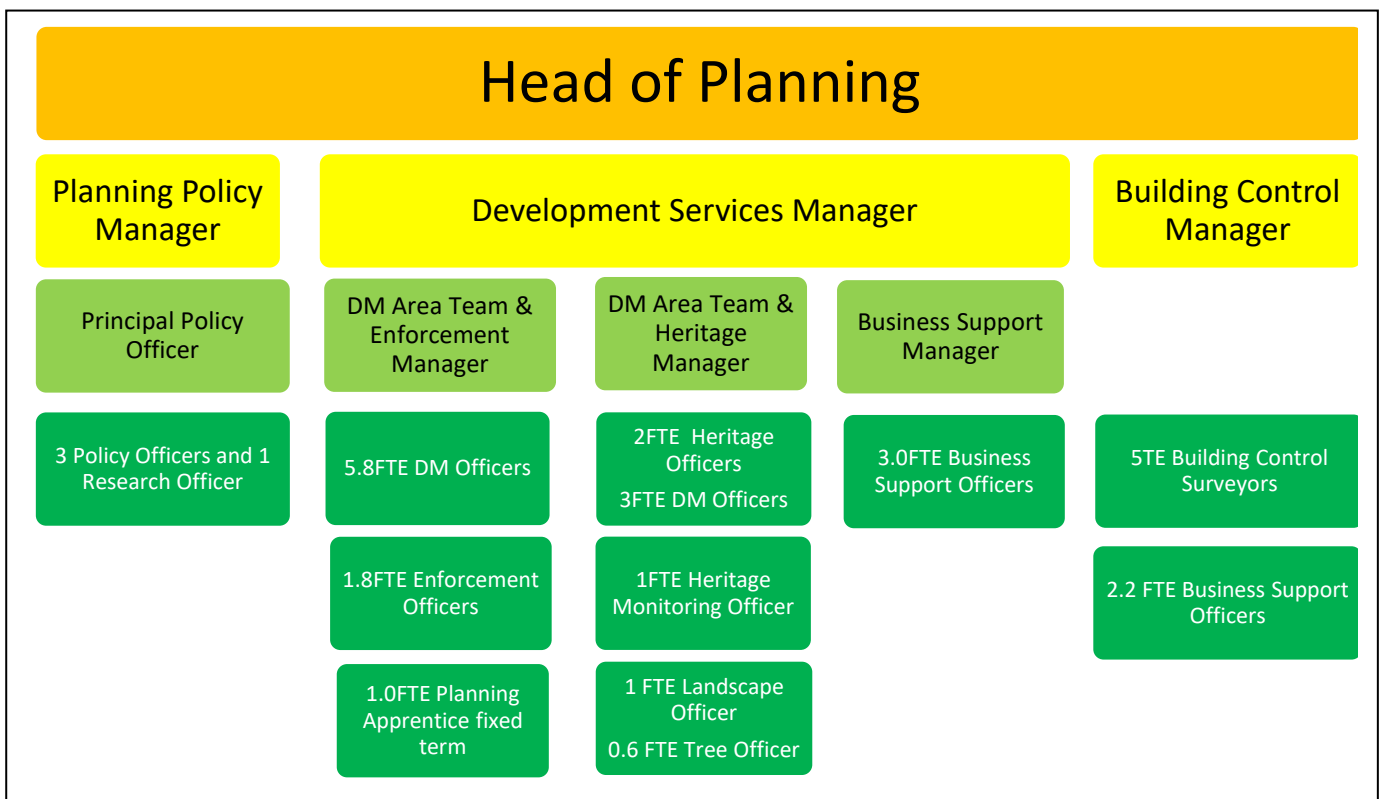 Head of Planning
Planning Policy
Manager
Development Services Manager
Building Control
Manager
Principal Policy
Officer
DM Area Team &
Enforcement
Manager
DM Area Team &
Heritage
Manager
Business Support
Manager
3 Policy Officers and 1
Research Officer
5.8FTE DM Officers
2FTE  Heritage
Officers
3FTE DM Officers
3.0FTE Business
Support Officers
5TE Building Control
Surveyors
1.8FTE Enforcement
Officers
1FTE Heritage
Monitoring Officer
2.2 FTE Business Support
Officers
1.0FTE Planning
Apprentice fixed
term
1 FTE Landscape
Officer
0.6 FTE Tree Officer